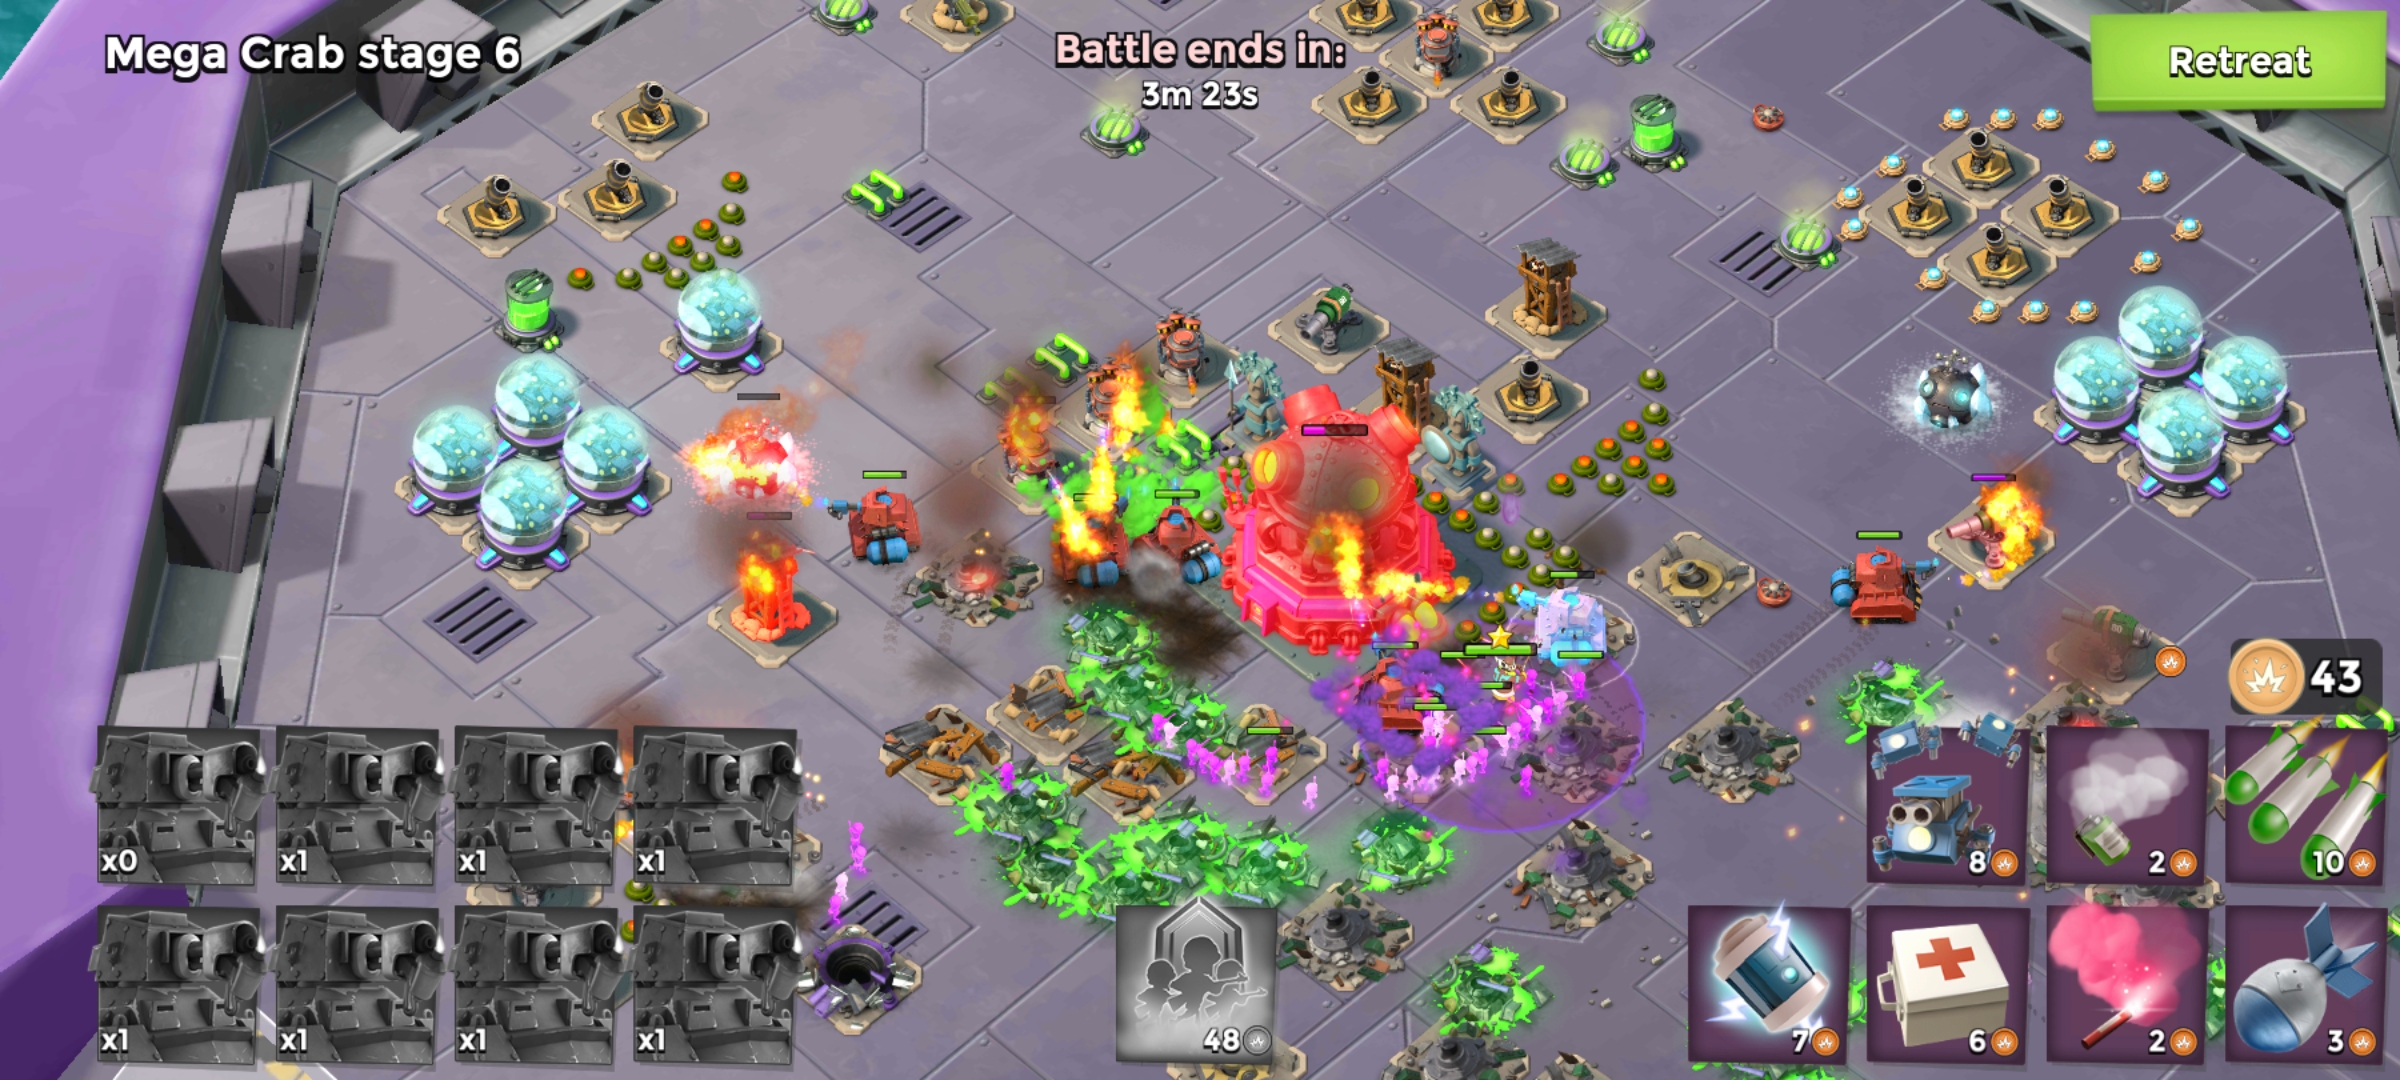 Mega Crab stage 6
Battle ends in:
3m 23s
Retreat
43
x0
x1
x1
x1
8
2
10
x1
x1
x1
x1
48
7
6
2
3